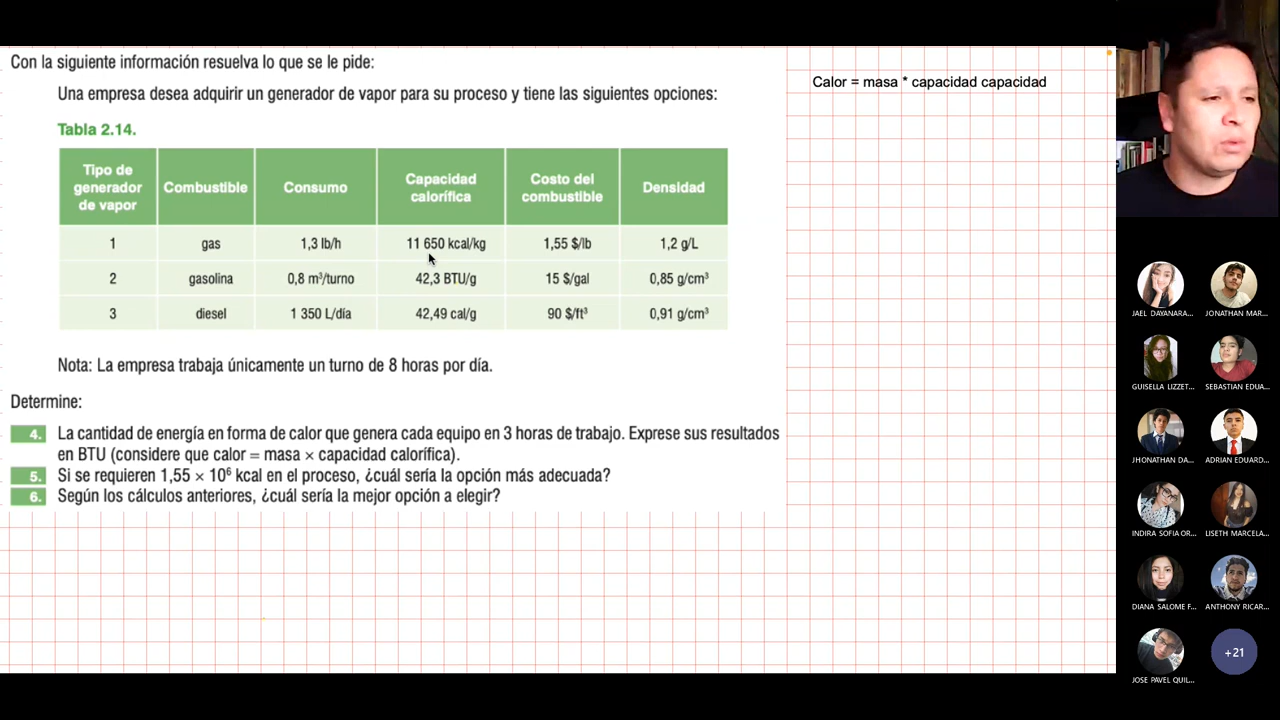 Con la siguiente información resuelva lo que se le pide:
Una empresa desea adquirir un generador de vapor para su proceso y tiene las siguientes opciones:
Tabla 2.14.
Tipo de generador de vapor Combustible Consumo Capacidad calorífica Costo del combustible Densidad
1 gas 1,3 lb/h 11 650 kcal/kg 1,55 $/lb 1,2 g/L
2 gasolina 0,8 m³/turno 42,3 BTU/g 15 $/gal 0,85 g/cm³
3 diesel 1 350 L/día 42,49 cal/g 90 $/ft³ 0,91 g/cm³
Nota: La empresa trabaja únicamente un turno de 8 horas por día.
Determine:
4. La cantidad de energía en forma de calor que genera cada equipo en 3 horas de trabajo. Exprese sus resultados
en BTU (considere que calor = masa × capacidad calorífica).
5. Si se requieren 1,55 × 10⁶ kcal en el proceso, ¿cuál sería la opción más adecuada?
6. Según los cálculos anteriores, ¿cuál sería la mejor opción a elegir?
Calor = masa * capacidad capacidad
JAEL DAYANARA... JONATHAN MAR...
GUISELLA LIZZET... SEBASTIAN EDUA...
JHONATHAN DA... ADRIAN EDUARD...
INDIRA SOFIA OR... LISETH MARCELA...
DIANA SALOME F... ANTHONY RICAR...
JOSE PAVEL QUIL... +21